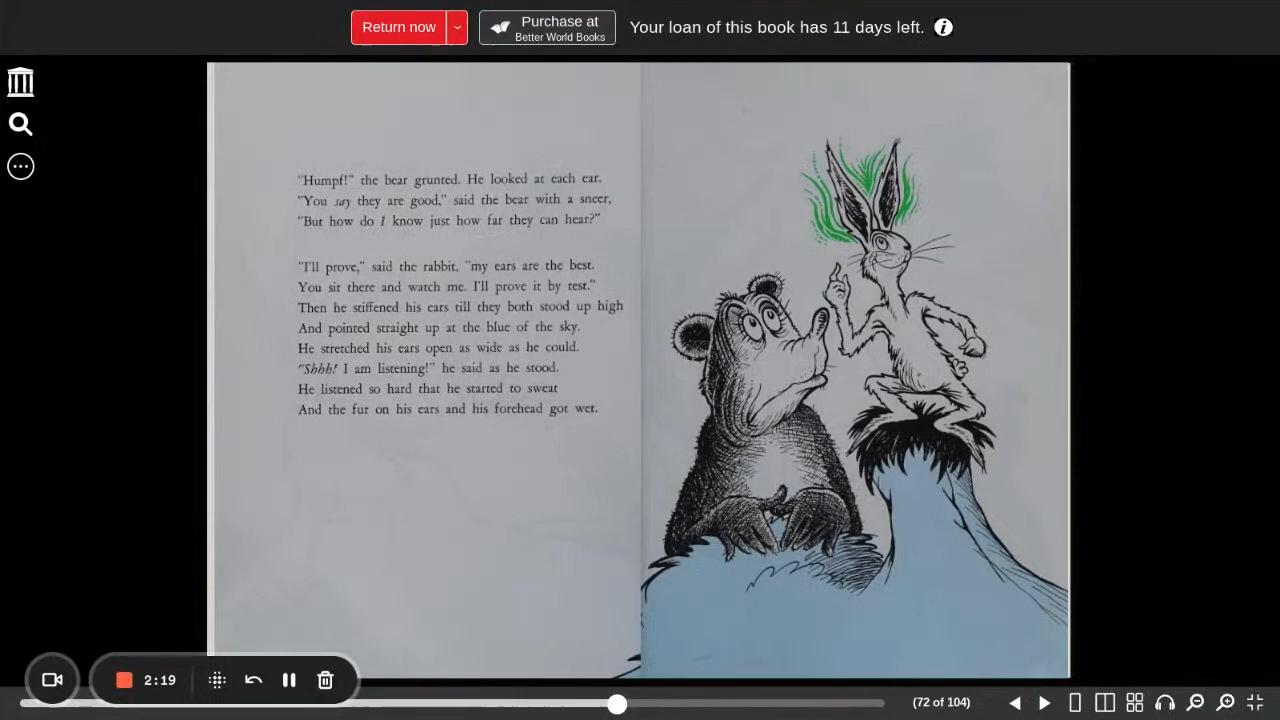 Return now
Purchase at
Better World Books
Your loan of this book has 11 days left.
"Humpf!" the bear grunted. He looked at each ear.
"You say they are good," said the bear with a sneer,
"But how do I know just how far they can hear?"
"I'll prove," said the rabbit, "my ears are the best.
You sit there and watch me. I'll prove it by test."
Then he stiffened his ears till they both stood up high
And pointed straight up at the blue of the sky.
He stretched his ears open as wide as he could.
"Shhh! I am listening!" he said as he stood.
He listened so hard that he started to sweat
And the fur on his ears and his forehead got wet.
2:19
(72 of 104)